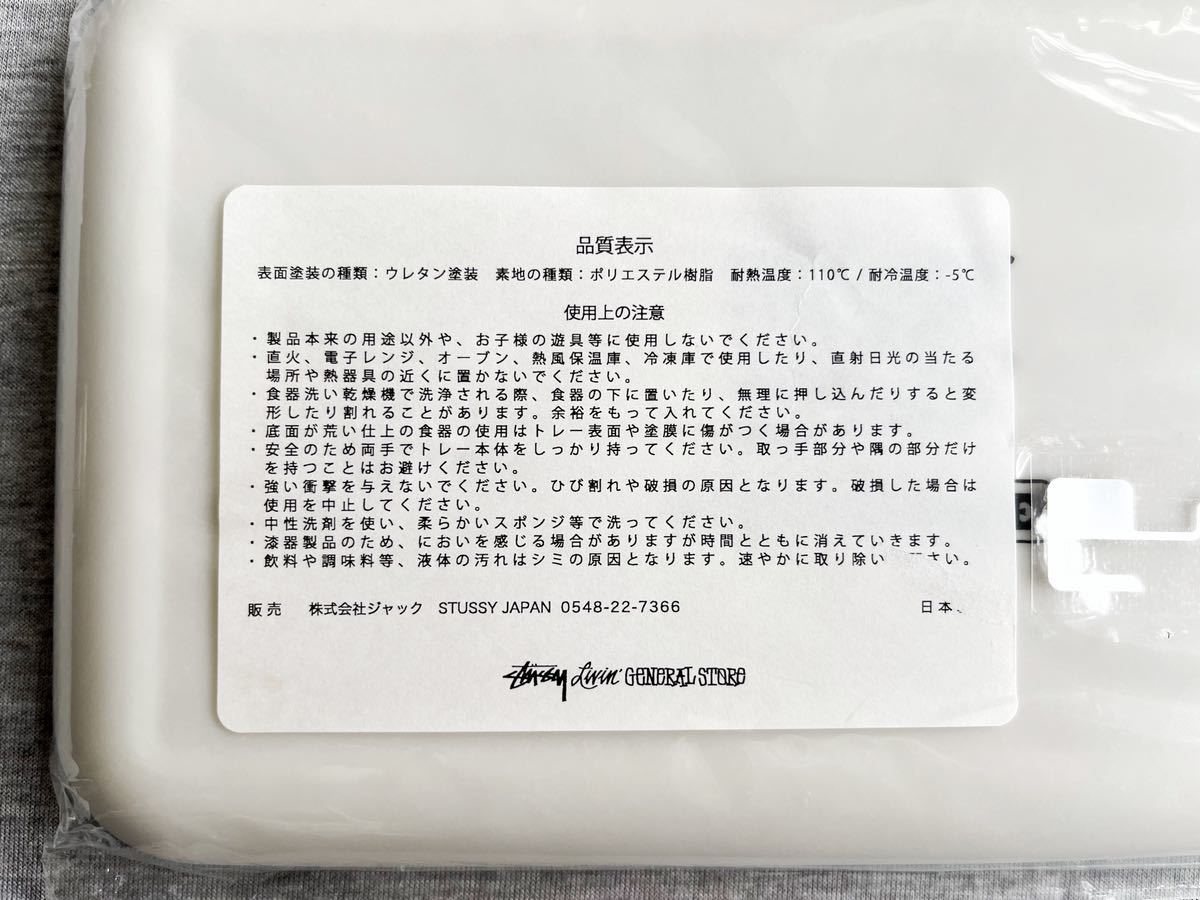 品質表示
表面塗装の種類：ウレタン塗装　素地の種類：ポリエステル樹脂　耐熱温度：110℃ / 耐冷温度：-5℃
使用上の注意
・製品本来の用途以外や、お子様の遊具等に使用しないでください。
・直火、電子レンジ、オーブン、熱風保温庫、冷凍庫で使用したり、直射日光の当たる
場所や熱器具の近くに置かないでください。
・食器洗い乾燥機で洗浄される際、食器の下に置いたり、無理に押し込んだりすると変
形したり割れることがあります。余裕をもって入れてください。
・底面が荒い仕上の食器の使用はトレー表面や塗膜に傷がつく場合があります。
・安全のため両手でトレー本体をしっかり持ってください。取っ手部分や隅の部分だけ
を持つことはお避けください。
・強い衝撃を与えないでください。ひび割れや破損の原因となります。破損した場合は
使用を中止してください。
・中性洗剤を使い、柔らかいスポンジ等で洗ってください。
・漆器製品のため、においを感じる場合がありますが時間とともに消えていきます。
・飲料や調味料等、液体の汚れはシミの原因となります。速やかに取り除い さい。
販売　株式会社ジャック　STUSSY JAPAN 0548-22-7366　日本
Stüssy Livin' GENERAL STORE